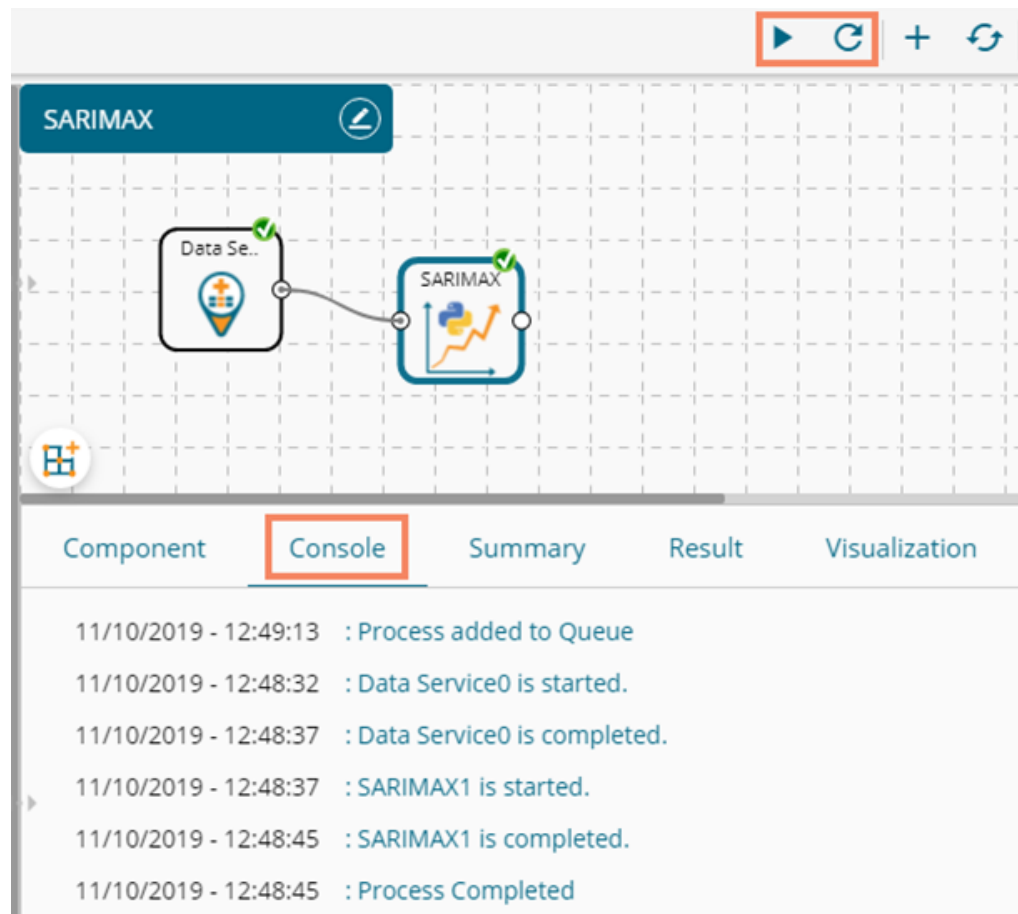 SARIMAX
Data Se..
SARIMAX
Component Console Summary Result Visualization
11/10/2019 - 12:49:13 : Process added to Queue
11/10/2019 - 12:48:32 : Data Service0 is started.
11/10/2019 - 12:48:37 : Data Service0 is completed.
11/10/2019 - 12:48:37 : SARIMAX1 is started.
11/10/2019 - 12:48:45 : SARIMAX1 is completed.
11/10/2019 - 12:48:45 : Process Completed